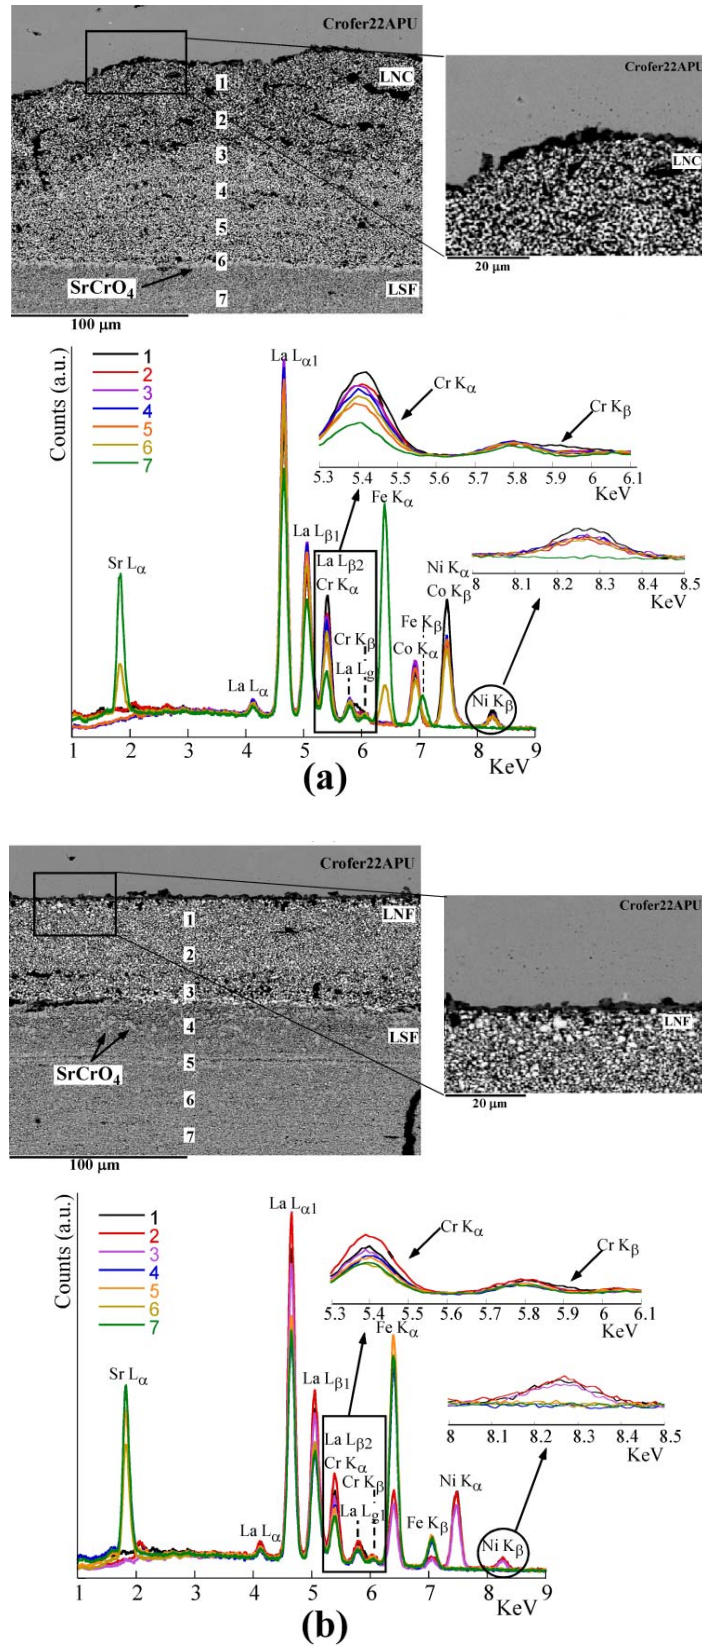 Crofer22APU
LNC
1
2
3
4
5
6
7
SrCrO4
LSF
100 μm
Crofer22APU
LNC
20 μm
Counts (a.u.)
1
2
3
4
5
6
7
La Lα1
Cr Kα
Cr Kβ
5.3 5.4 5.5 5.6 5.7 5.8 5.9 6 6.1
KeV
Fe Kα
La Lβ1
Sr Lα
La Lβ2
Cr Kα
Ni Kα
Co Kβ
8 8.1 8.2 8.3 8.4 8.5
KeV
Fe Kβ
Cr Kβ
Co Kα
La Lα
La Lg
Ni Kβ
1 2 3 4 5 6 7 8 9
KeV
(a)
Crofer22APU
LNF
1
2
3
4
5
6
7
SrCrO4
LSF
100 μm
Crofer22APU
LNF
20 μm
Counts (a.u.)
1
2
3
4
5
6
7
La Lα1
Cr Kα
Cr Kβ
5.3 5.4 5.5 5.6 5.7 5.8 5.9 6 6.1
KeV
Fe Kα
Sr Lα
La Lβ1
La Lβ2
Cr Kα
Cr Kβ
8 8.1 8.2 8.3 8.4 8.5
KeV
Ni Kα
La Lα
La Lg1
Fe Kβ
Ni Kβ
1 2 3 4 5 6 7 8 9
KeV
(b)